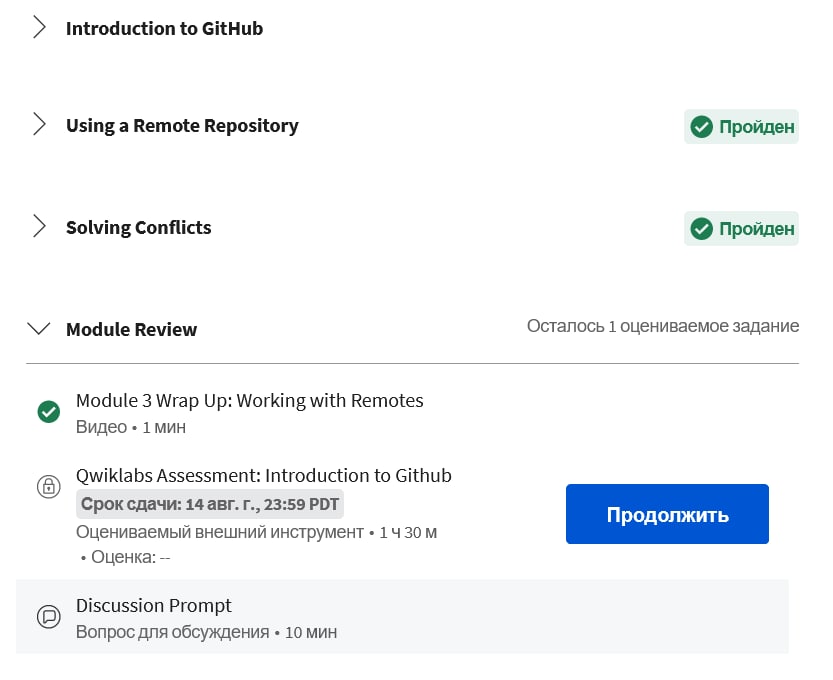 Introduction to GitHub
Using a Remote Repository
Пройден
Solving Conflicts
Пройден
Module Review
Осталось 1 оцениваемое задание
Module 3 Wrap Up: Working with Remotes
Видео • 1 мин
Qwiklabs Assessment: Introduction to Github
Срок сдачи: 14 авг. г., 23:59 PDT
Оцениваемый внешний инструмент • 1 ч 30 м
• Оценка: --
Продолжить
Discussion Prompt
Вопрос для обсуждения • 10 мин